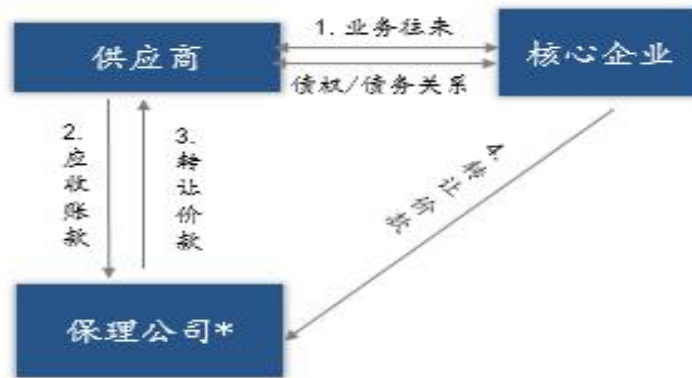 1. 业务往来
供应商
核心企业
债权/债务关系
2.
应
收
账
款
3.
转
让
价
款
4.
转
让
价
款
保理公司*